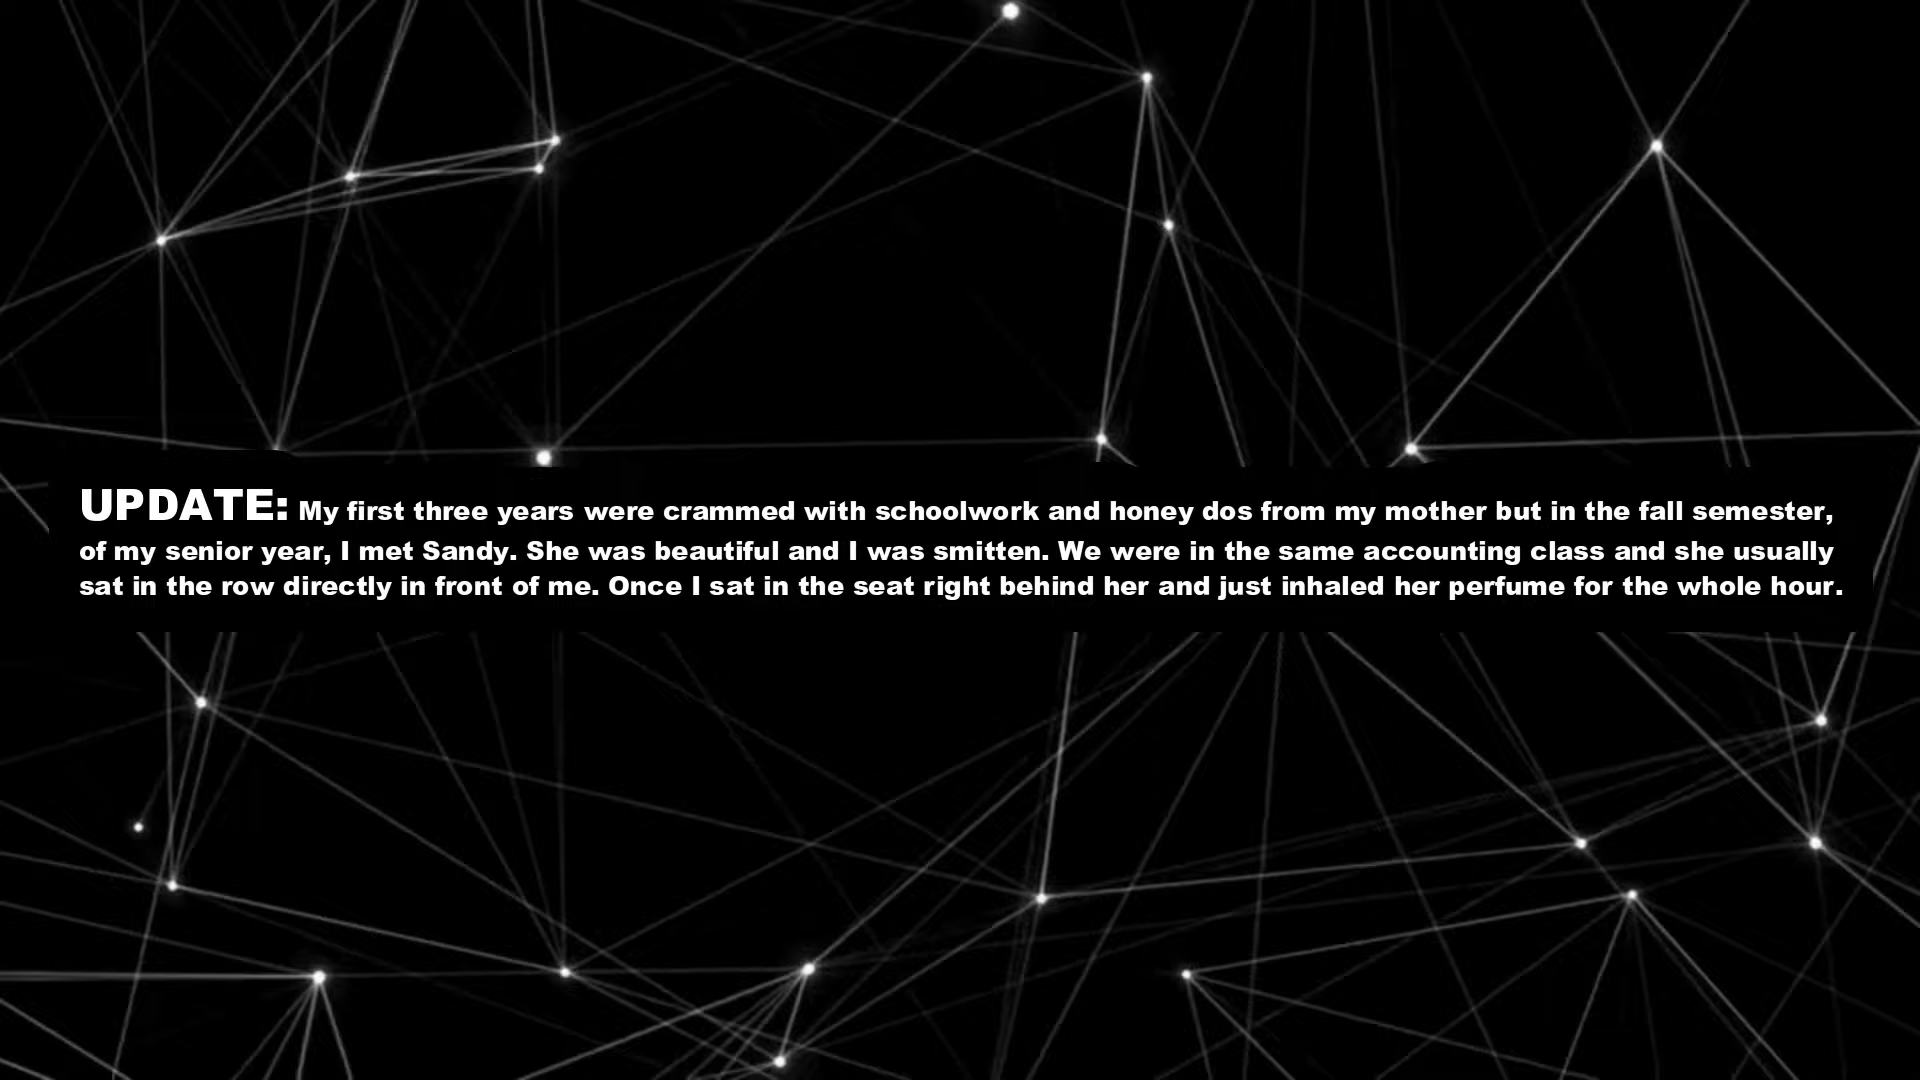 UPDATE: My first three years were crammed with schoolwork and honey dos from my mother but in the fall semester,
of my senior year, I met Sandy. She was beautiful and I was smitten. We were in the same accounting class and she usually
sat in the row directly in front of me. Once I sat in the seat right behind her and just inhaled her perfume for the whole hour.